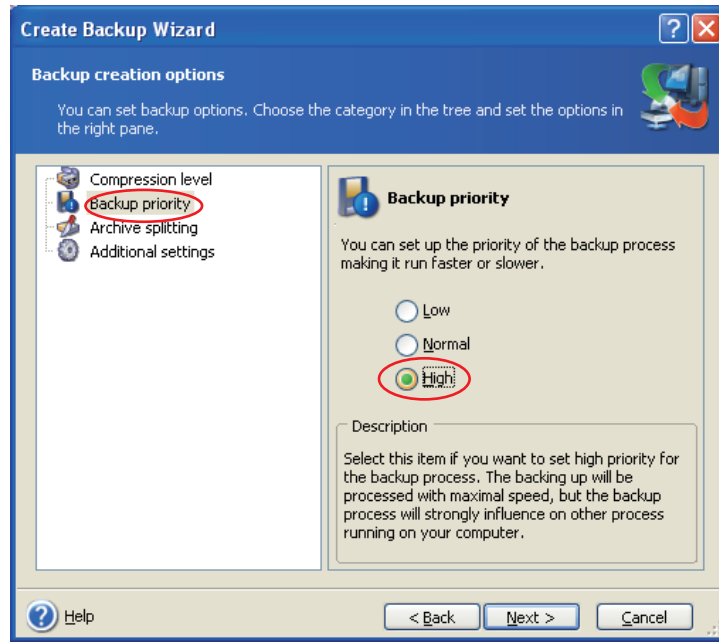 Create Backup Wizard
Backup creation options
You can set backup options. Choose the category in the tree and set the options in
the right pane.
Compression level
Backup priority
Archive splitting
Additional settings
Backup priority
You can set up the priority of the backup process
making it run faster or slower.
Low
Normal
High
Description
Select this item if you want to set high priority for
the backup process. The backing up will be
processed with maximal speed, but the backup
process will strongly influence on other process
running on your computer.
Help
< Back
Next >
Cancel